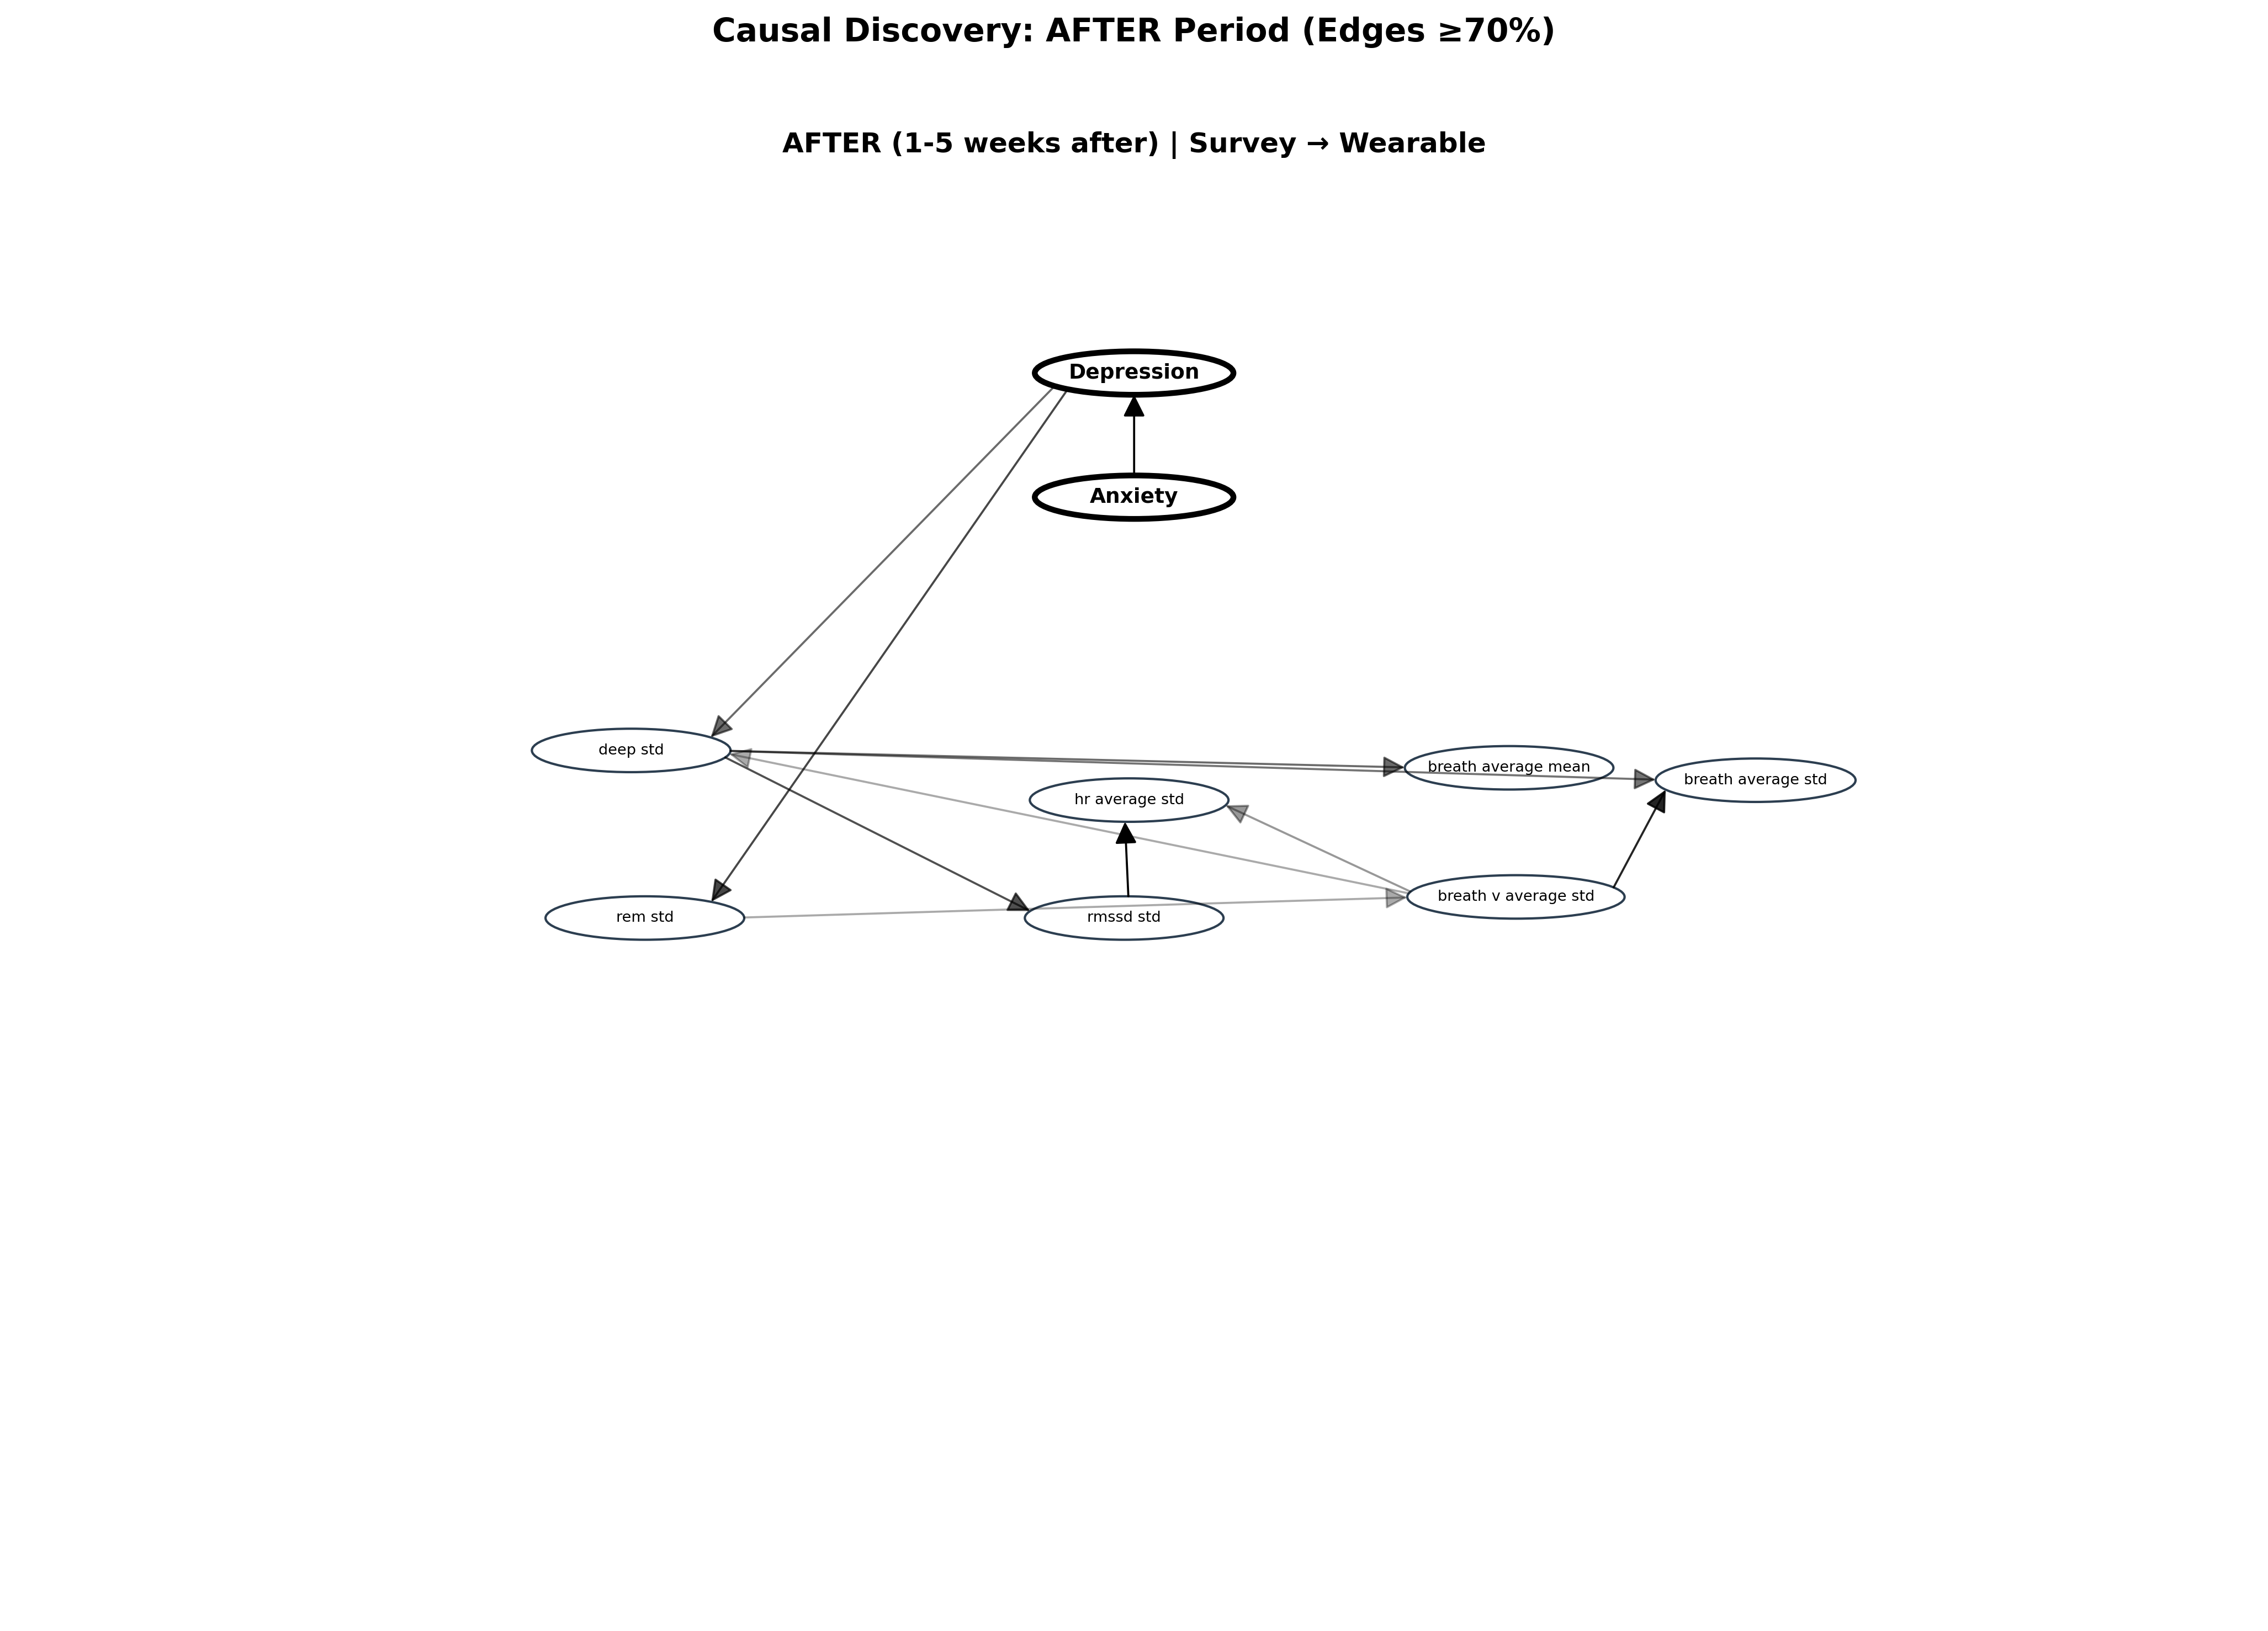 Causal Discovery: AFTER Period (Edges ≥70%)
AFTER (1-5 weeks after) | Survey → Wearable
Depression
Anxiety
deep std
breath average mean
breath average std
hr average std
breath v average std
rem std
rmssd std